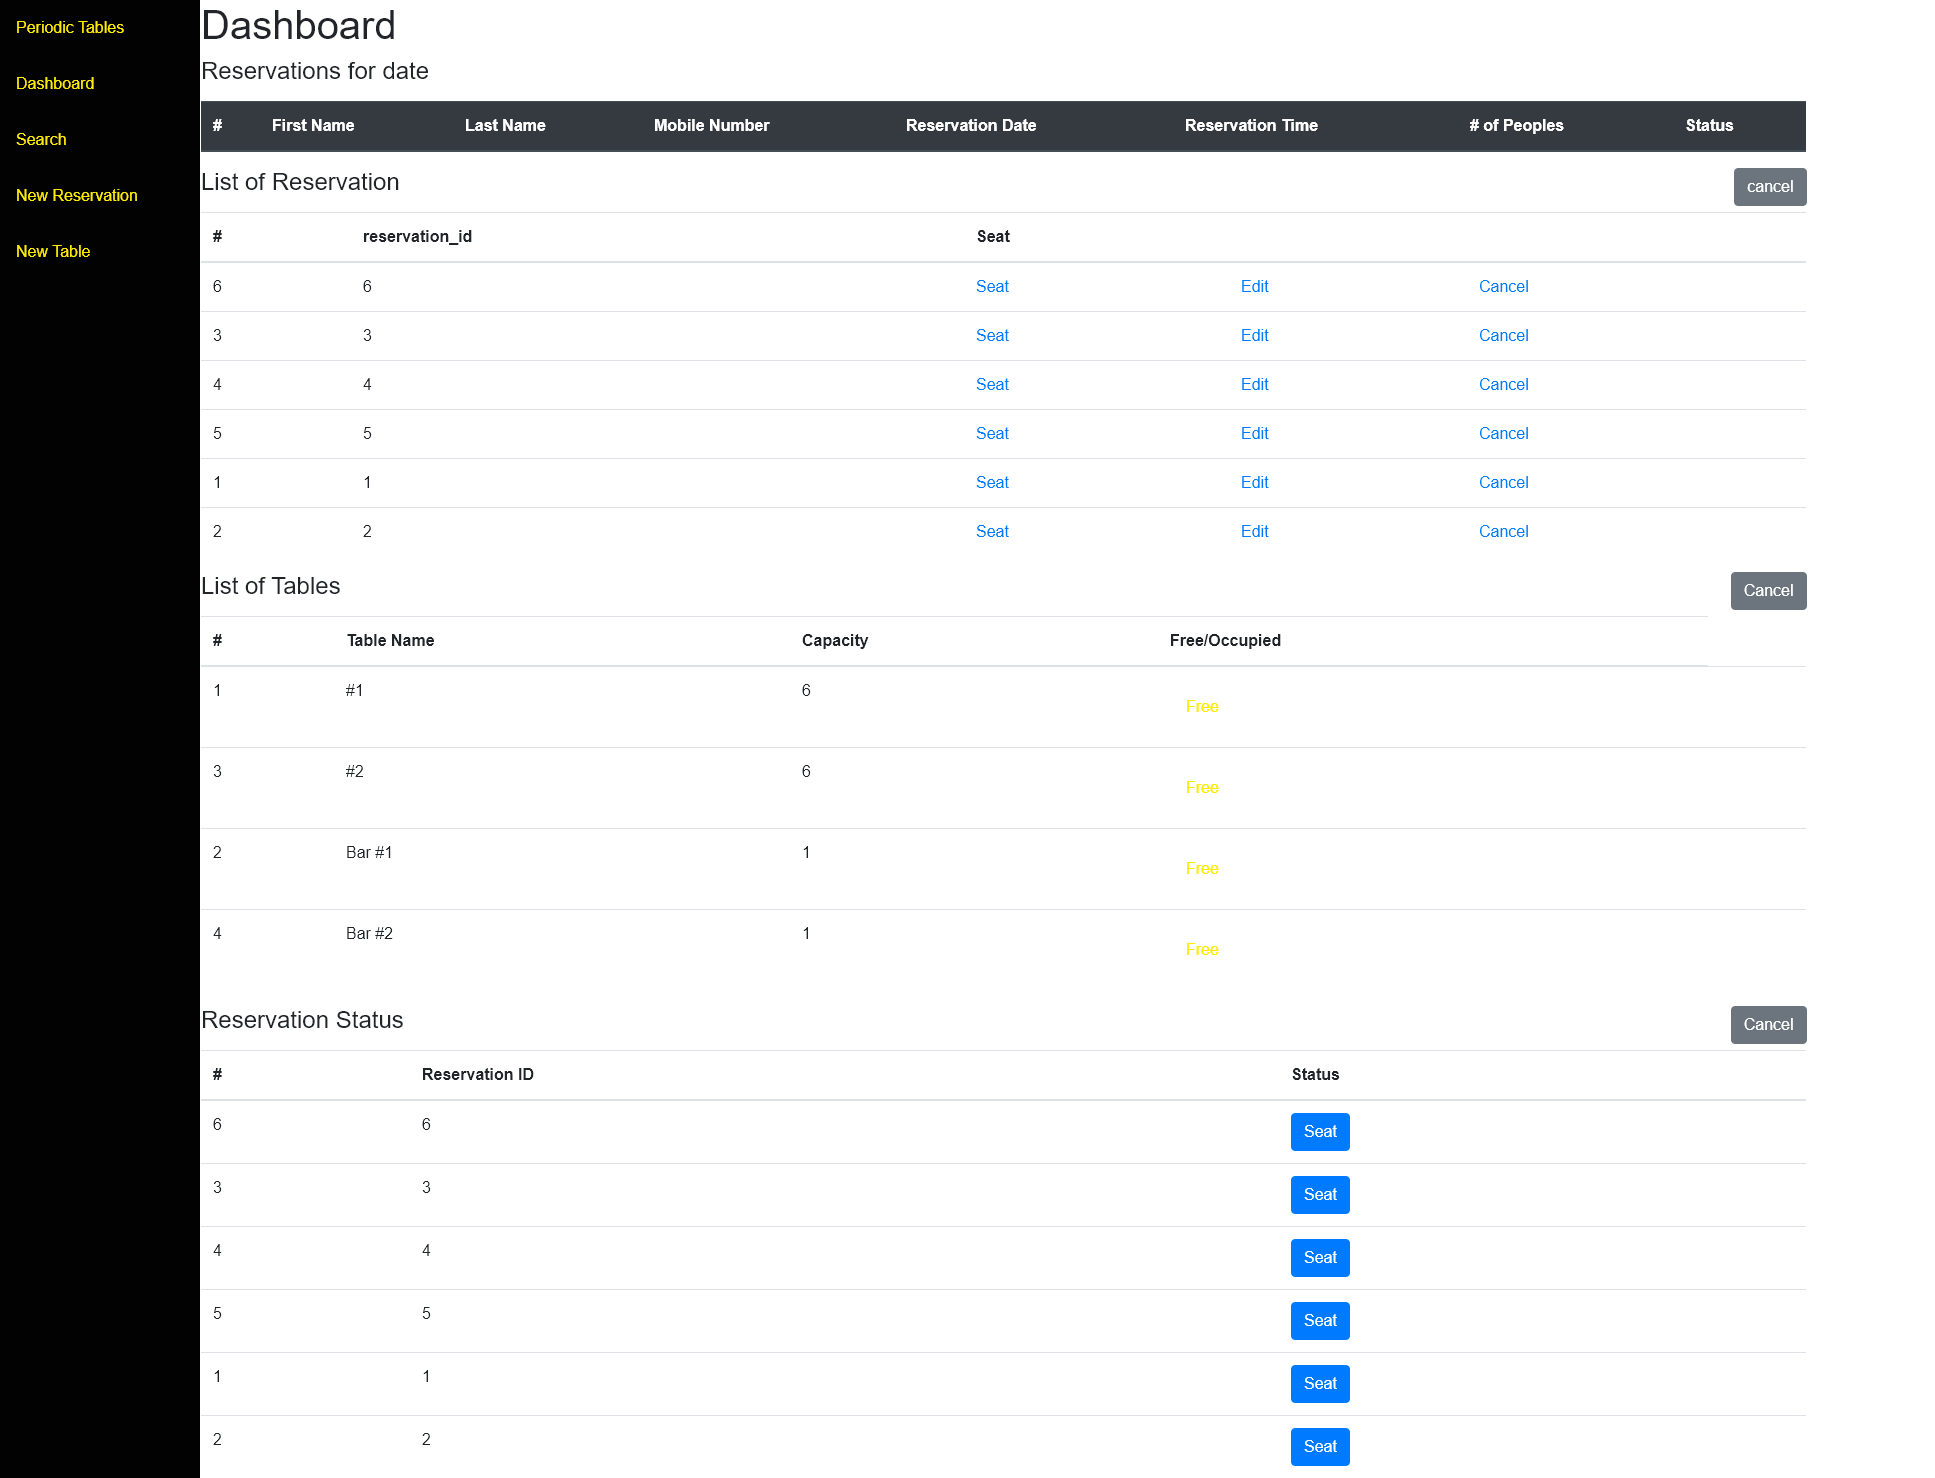 Periodic Tables
Dashboard
Search
New Reservation
New Table
Dashboard
Reservations for date
# First Name Last Name Mobile Number Reservation Date Reservation Time # of Peoples Status
List of Reservation cancel
# reservation_id Seat
6 6 Seat Edit Cancel
3 3 Seat Edit Cancel
4 4 Seat Edit Cancel
5 5 Seat Edit Cancel
1 1 Seat Edit Cancel
2 2 Seat Edit Cancel
List of Tables Cancel
# Table Name Capacity Free/Occupied
1 #1 6 Free
3 #2 6 Free
2 Bar #1 1 Free
4 Bar #2 1 Free
Reservation Status Cancel
# Reservation ID Status
6 6 Seat
3 3 Seat
4 4 Seat
5 5 Seat
1 1 Seat
2 2 Seat